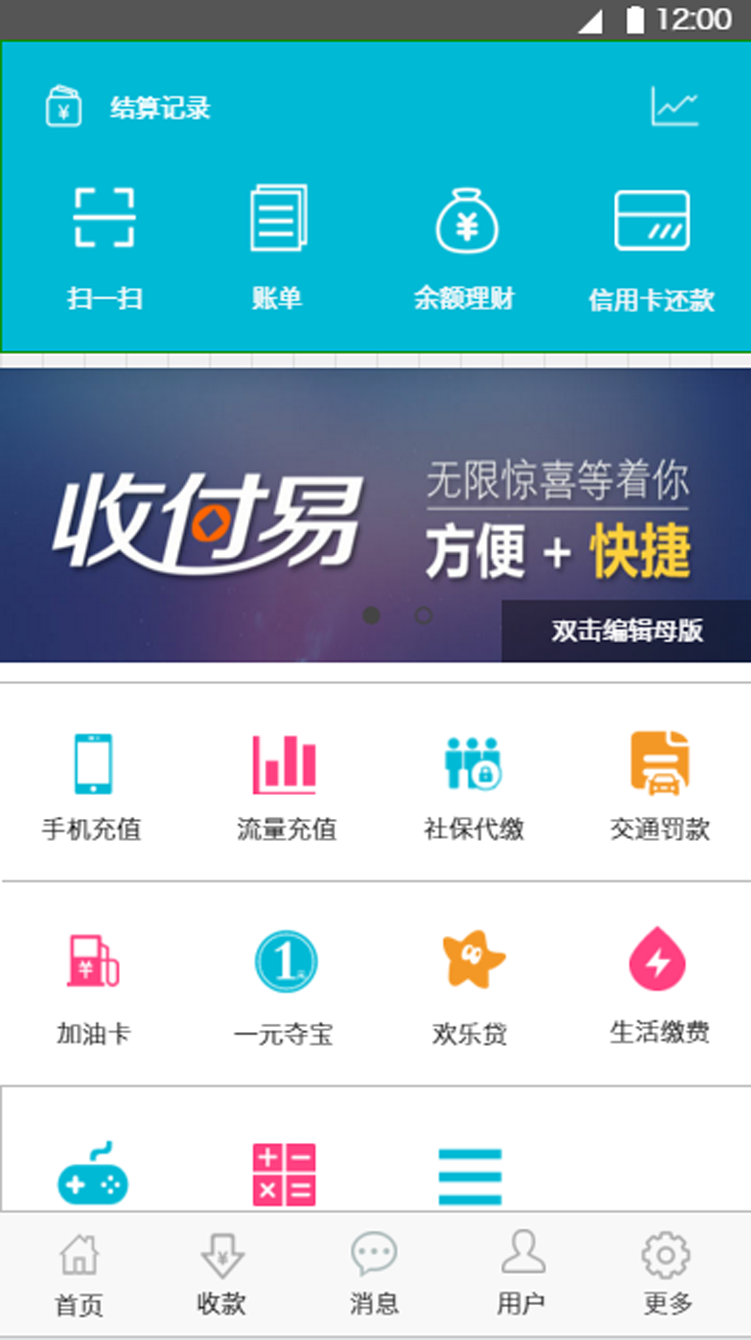 12:00
结算记录
扫一扫 账单 余额理财 信用卡还款
收付易
无限惊喜等着你
方便 + 快捷
双击编辑母版
手机充值 流量充值 社保代缴 交通罚款
加油卡 一元夺宝 欢乐贷 生活缴费
首页 收款 消息 用户 更多